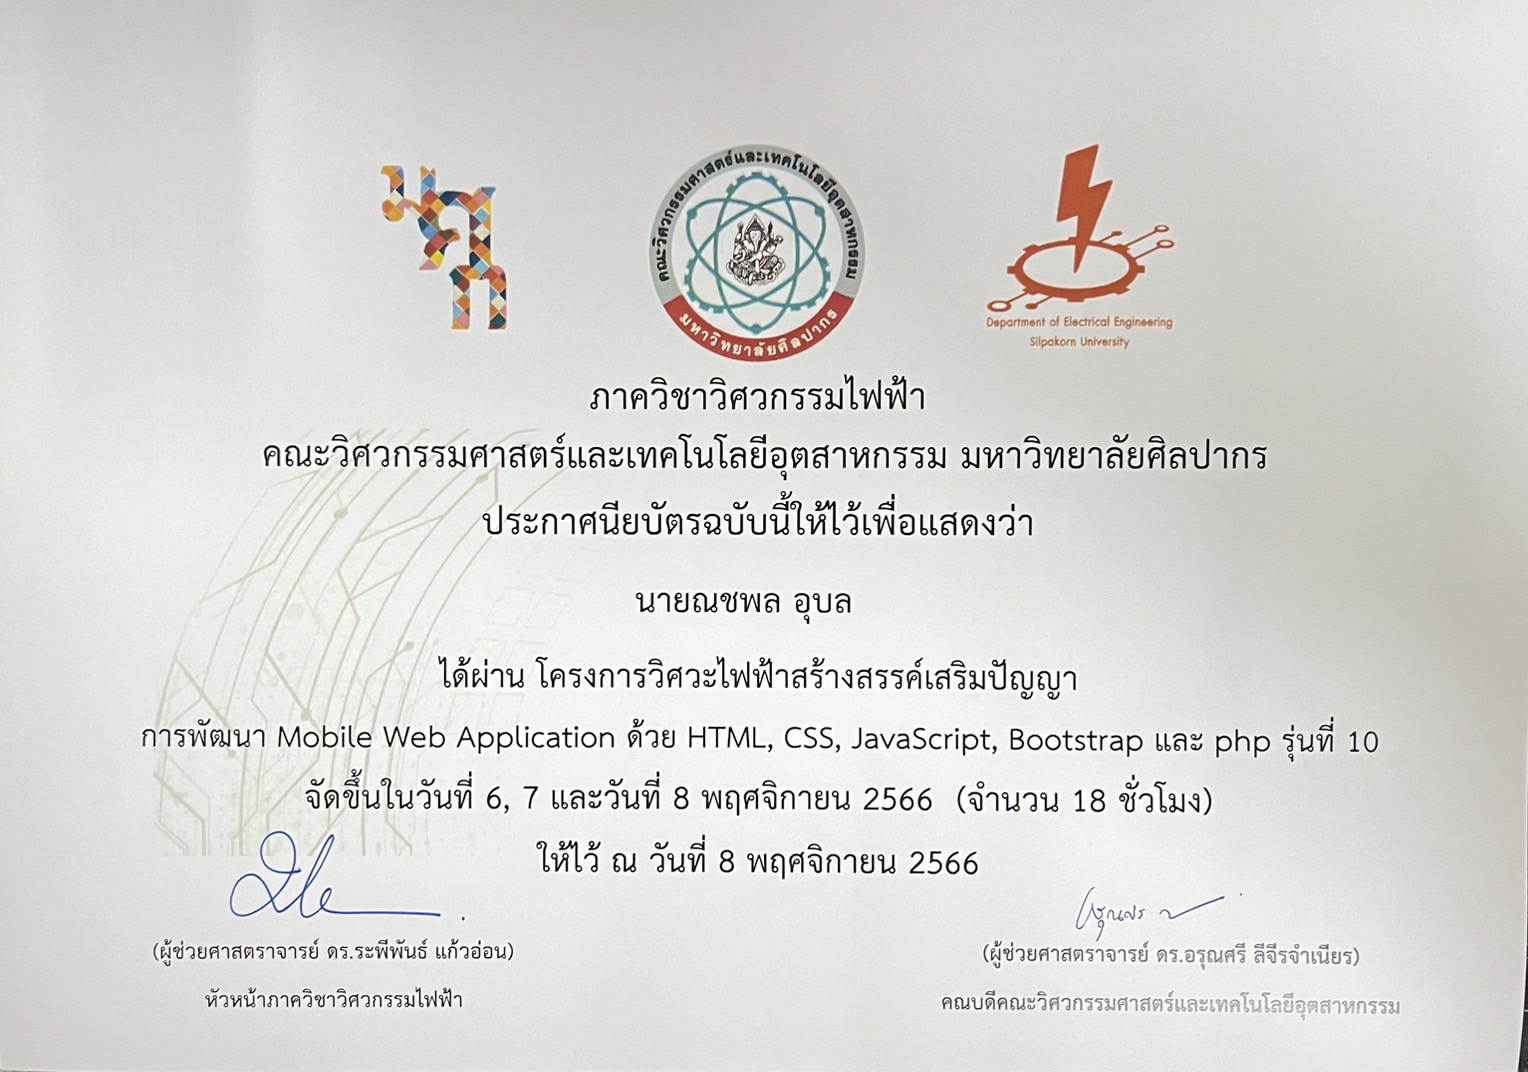 มศก
คณะวิศวกรรมศาสตร์และเทคโนโลยีอุตสาหกรรม
มหาวิทยาลัยศิลปากร
Department of Electrical Engineering
Silpakorn University
ภาควิชาวิศวกรรมไฟฟ้า
คณะวิศวกรรมศาสตร์และเทคโนโลยีอุตสาหกรรม มหาวิทยาลัยศิลปากร
ประกาศนียบัตรฉบับนี้ให้ไว้เพื่อแสดงว่า
นายณชพล อุบล
ได้ผ่าน โครงการวิศวะไฟฟ้าสร้างสรรค์เสริมปัญญา
การพัฒนา Mobile Web Application ด้วย HTML, CSS, JavaScript, Bootstrap และ php รุ่นที่ 10
จัดขึ้นในวันที่ 6, 7 และวันที่ 8 พฤศจิกายน 2566 (จำนวน 18 ชั่วโมง)
ให้ไว้ ณ วันที่ 8 พฤศจิกายน 2566
(ผู้ช่วยศาสตราจารย์ ดร.ระพีพันธ์ แก้วอ่อน)
หัวหน้าภาควิชาวิศวกรรมไฟฟ้า
(ผู้ช่วยศาสตราจารย์ ดร.อรุณศรี ลีจีรจำเนียร)
คณบดีคณะวิศวกรรมศาสตร์และเทคโนโลยีอุตสาหกรรม